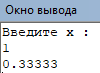 Окно вывода
Введите x :
1
0.33333